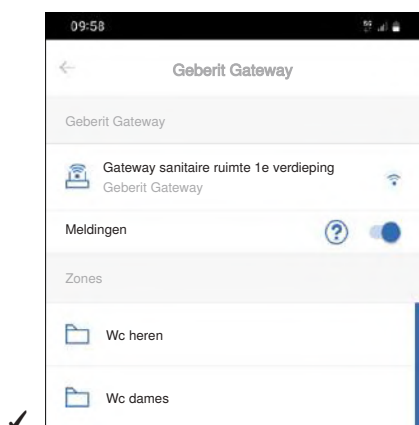 09:58
Geberit Gateway
Geberit Gateway
Gateway sanitaire ruimte 1e verdieping
Geberit Gateway
Meldingen
Zones
Wc heren
Wc dames